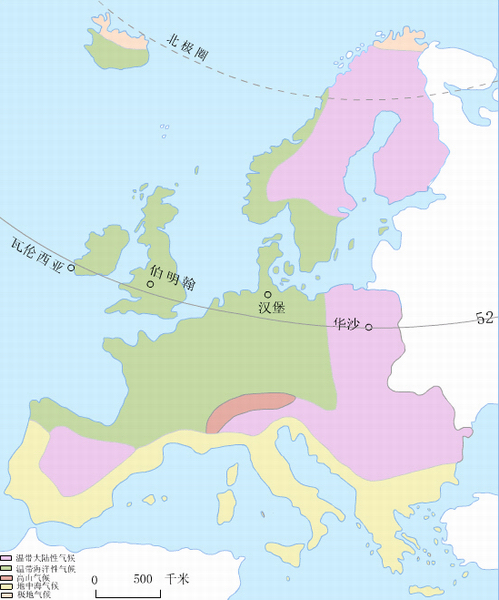 北极圈
瓦伦西亚
伯明翰
汉堡
华沙
52
温带大陆性气候
温带海洋性气候
高山气候
地中海气候
极地气候
0 500 千米